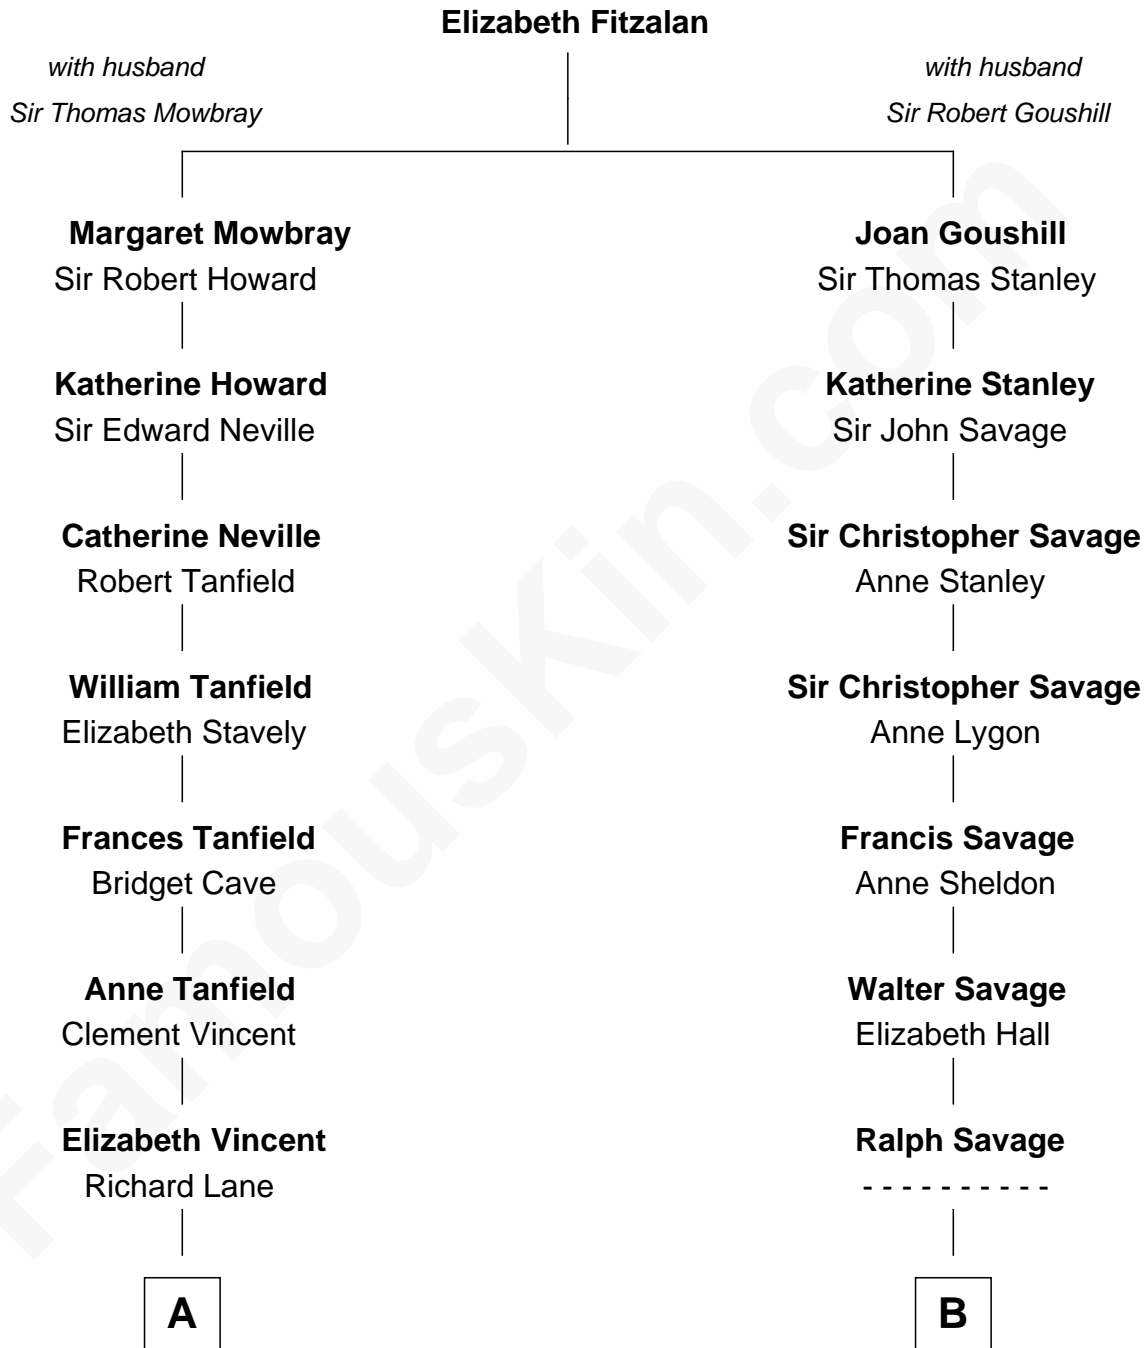 Elizabeth Fitzalan
with husband
Sir Thomas Mowbray
with husband
Sir Robert Goushill
Margaret Mowbray
Sir Robert Howard
Joan Goushill
Sir Thomas Stanley
Katherine Howard
Sir Edward Neville
Katherine Stanley
Sir John Savage
Catherine Neville
Robert Tanfield
Sir Christopher Savage
Anne Stanley
William Tanfield
Elizabeth Stavely
Sir Christopher Savage
Anne Lygon
Frances Tanfield
Bridget Cave
Francis Savage
Anne Sheldon
Anne Tanfield
Clement Vincent
Walter Savage
Elizabeth Hall
Elizabeth Vincent
Richard Lane
Ralph Savage
- - - - - - - - - -
A
B
FamousKin.com